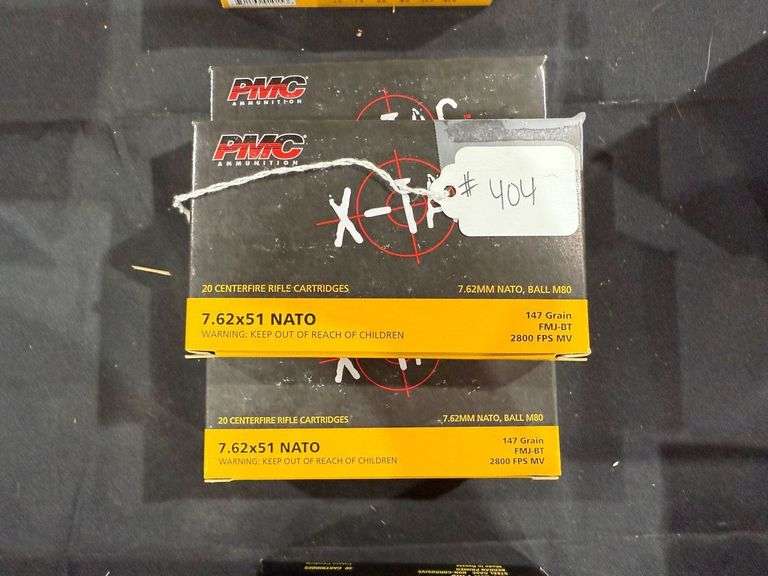 PMC
AMMUNITION
PMC
AMMUNITION
# 404
X-TA
20 CENTERFIRE RIFLE CARTRIDGES 7.62MM NATO, BALL M80
7.62x51 NATO 147 Grain
WARNING: KEEP OUT OF REACH OF CHILDREN FMJ-BT
2800 FPS MV
20 CENTERFIRE RIFLE CARTRIDGES 7.62MM NATO, BALL M80
7.62x51 NATO 147 Grain
WARNING: KEEP OUT OF REACH OF CHILDREN FMJ-BT
2800 FPS MV